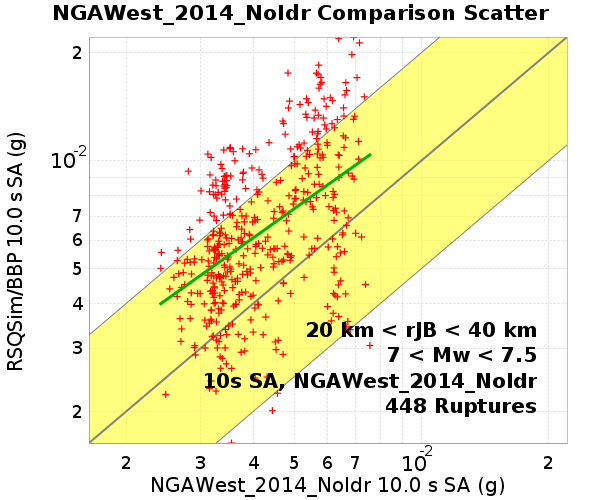 NGAWest_2014_NoIdr Comparison Scatter
RSQSim/BBP 10.0 s SA (g)
2
10-2
7
6
5
4
3
2
20 km < rJB < 40 km
7 < Mw < 7.5
10s SA, NGAWest_2014_NoIdr
448 Ruptures
2 3 4 5 6 7 10-2 2
NGAWest_2014_NoIdr 10.0 s SA (g)